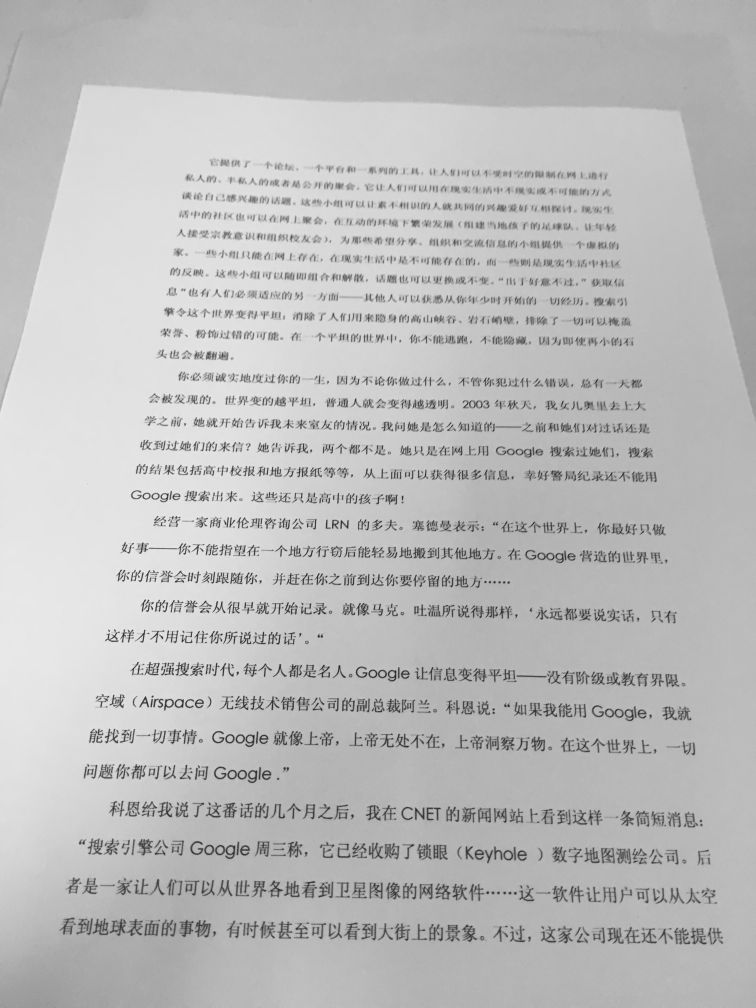 它提供了一个论坛、一个平台和一系列的工具，让人们可以不受时空的限制在网上进行
私人的、半私人的或者是公开的聚会。它让人们可以用在现实生活中不现实或不可能的方式
谈论自己感兴趣的话题。这些小组可以让素不相识的人就共同的兴趣爱好互相探讨。现实生
活中的社区也可以在网上聚会，在互动的环境下繁荣发展（组建当地孩子的足球队、让年轻
人接受宗教意识和组织校友会），为那些希望分享、组织和交流信息的小组提供一个虚拟的
家。一些小组只能在网上存在，在现实生活中是不可能存在的，而一些则是现实生活中社区
的反映。这些小组可以随即组合和解散，话题也可以更换或不变。“出于好意不过，”获取信
息”也有人们必须适应的另一方面——其他人可以获悉从你年少时开始的一切经历。搜索引
擎令这个世界变得平坦：消除了人们用来隐身的高山峡谷、岩石峭壁，排除了一切可以掩盖
荣誉、粉饰过错的可能。在一个平坦的世界中，你不能逃跑，不能隐藏，因为即使再小的石
头也会被翻遍。
你必须诚实地度过你的一生，因为不论你做过什么，不管你犯过什么错误，总有一天都
会被发现的。世界变的越平坦，普通人就会变得越透明。2003 年秋天，我女儿奥里去上大
学之前，她就开始告诉我未来室友的情况。我问她是怎么知道的——之前和她们对过话还是
收到过她们的来信？她告诉我，两个都不是。她只是在网上用 Google 搜索过她们，搜索
的结果包括高中校报和地方报纸等等，从上面可以获得很多信息，幸好警局纪录还不能用
Google 搜索出来。这些还只是高中的孩子啊！
经营一家商业伦理咨询公司 LRN 的多夫。塞德曼表示：“在这个世界上，你最好只做
好事——你不能指望在一个地方行窃后能轻易地搬到其他地方。在 Google 营造的世界里，
你的信誉会时刻跟随你，并赶在你之前到达你要停留的地方……
你的信誉会从很早就开始记录。就像马克。吐温所说得那样，‘永远都要说实话，只有
这样才不用记住你所说过的话’。“
在超强搜索时代，每个人都是名人。Google 让信息变得平坦——没有阶级或教育界限。
空域（Airspace）无线技术销售公司的副总裁阿兰。科恩说：“如果我能用 Google，我就
能找到一切事情。Google 就像上帝，上帝无处不在，上帝洞察万物。在这个世界上，一切
问题你都可以去问 Google .”
科恩给我说了这番话的几个月之后，我在 CNET 的新闻网站上看到这样一条简短消息：
“搜索引擎公司 Google 周三称，它已经收购了锁眼（Keyhole ）数字地图测绘公司。后
者是一家让人们可以从世界各地看到卫星图像的网络软件……这一软件让用户可以从太空
看到地球表面的事物，有时候甚至可以看到大街上的景象。不过，这家公司现在还不能提供